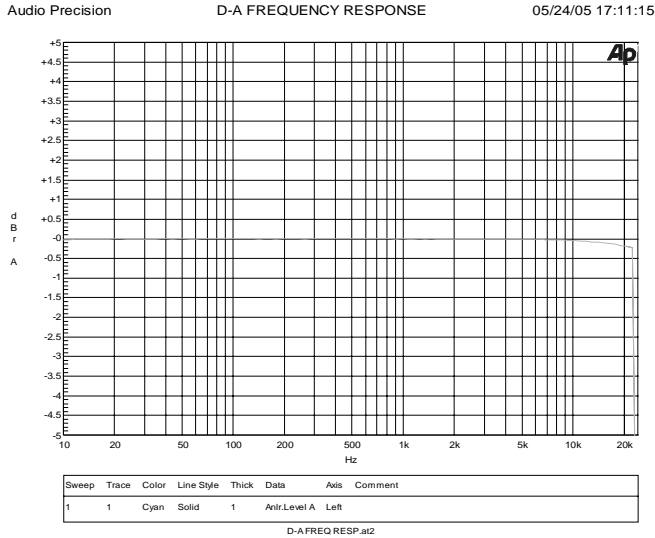 Audio Precision D-A FREQUENCY RESPONSE 05/24/05 17:11:15
Ap
+5
+4.5
+4
+3.5
+3
+2.5
+2
+1.5
+1
+0.5
-0
-0.5
-1
-1.5
-2
-2.5
-3
-3.5
-4
-4.5
-5
d
B
r
A
10 20 50 100 200 500 1k 2k 5k 10k 20k
Hz
Sweep Trace Color Line Style Thick Data Axis Comment
1 1 Cyan Solid 1 Anlr.Level A Left
D-A FREQ RESP.at2